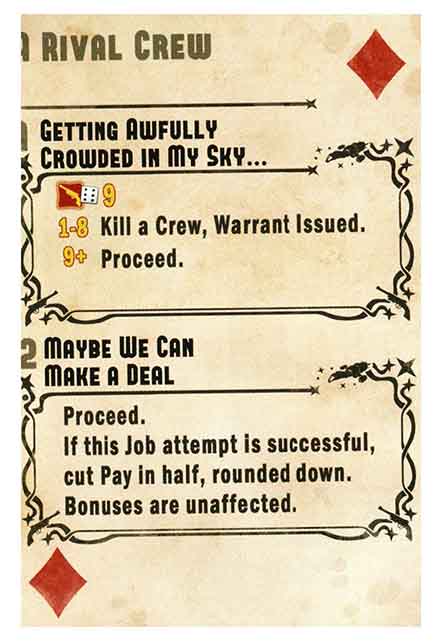 A RIVAL CREW
1 GETTING AWFULLY
CROWDED IN MY SKY...
9
1-8 Kill a Crew, Warrant Issued.
9+ Proceed.
2 MAYBE WE CAN
MAKE A DEAL
Proceed.
If this Job attempt is successful,
cut Pay in half, rounded down.
Bonuses are unaffected.